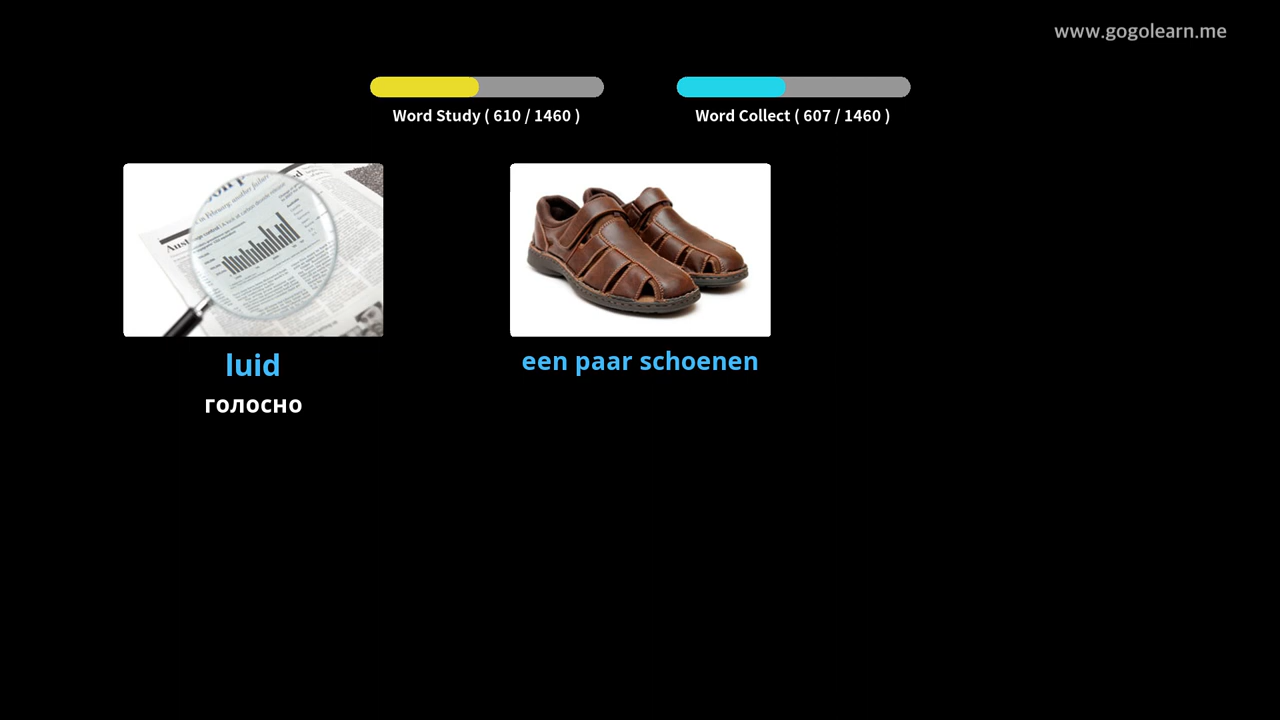 www.gogolearn.me
Word Study ( 610 / 1460 )
Word Collect ( 607 / 1460 )
luid
голосно
een paar schoenen